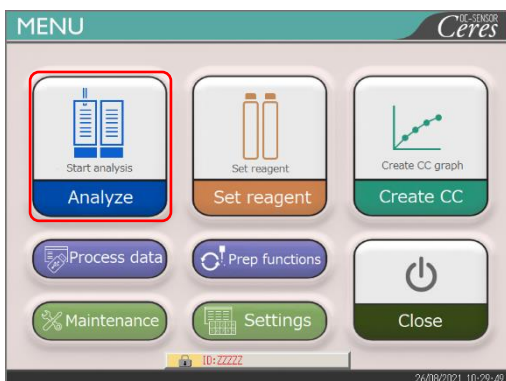 MENU
OC-SENSOR
Ceres
Start analysis
Analyze
Set reagent
Set reagent
Create CC graph
Create CC
Process data
Prep functions
Close
Maintenance
Settings
ID:ZZZZZ
26/08/2021 10:29:49